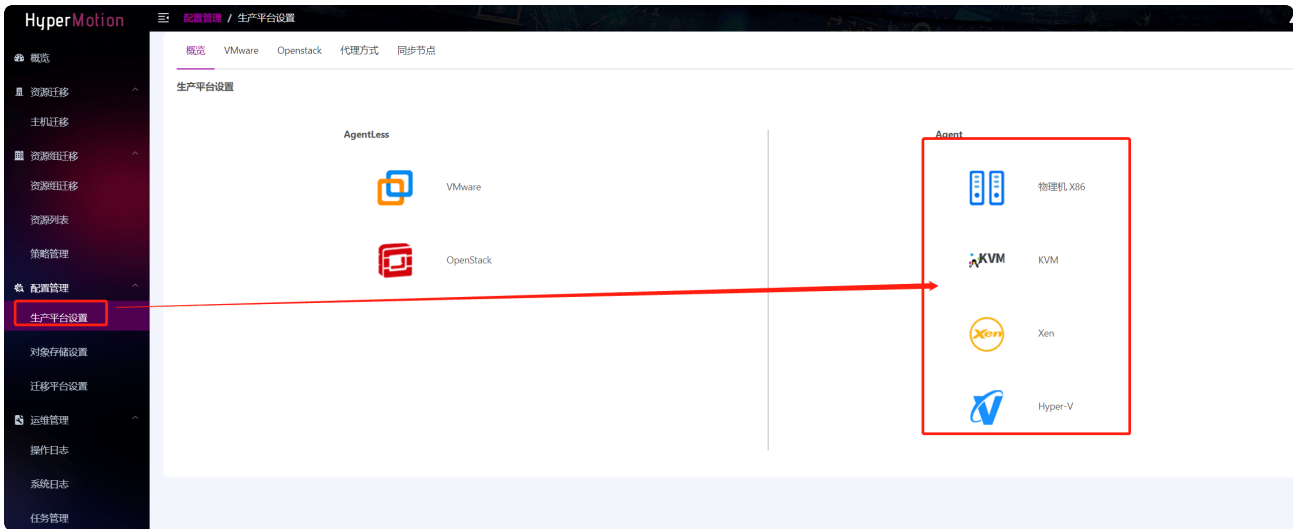 HyperMotion
配置管理 / 生产平台设置
概览
资源迁移
主机迁移
资源组迁移
资源组迁移
资源列表
策略管理
配置管理
生产平台设置
对象存储设置
迁移平台设置
运维管理
操作日志
系统日志
任务管理
概览 VMware Openstack 代理方式 同步节点
生产平台设置
AgentLess
VMware
OpenStack
Agent
物理机 X86
KVM KVM
Xen Xen
Hyper-V